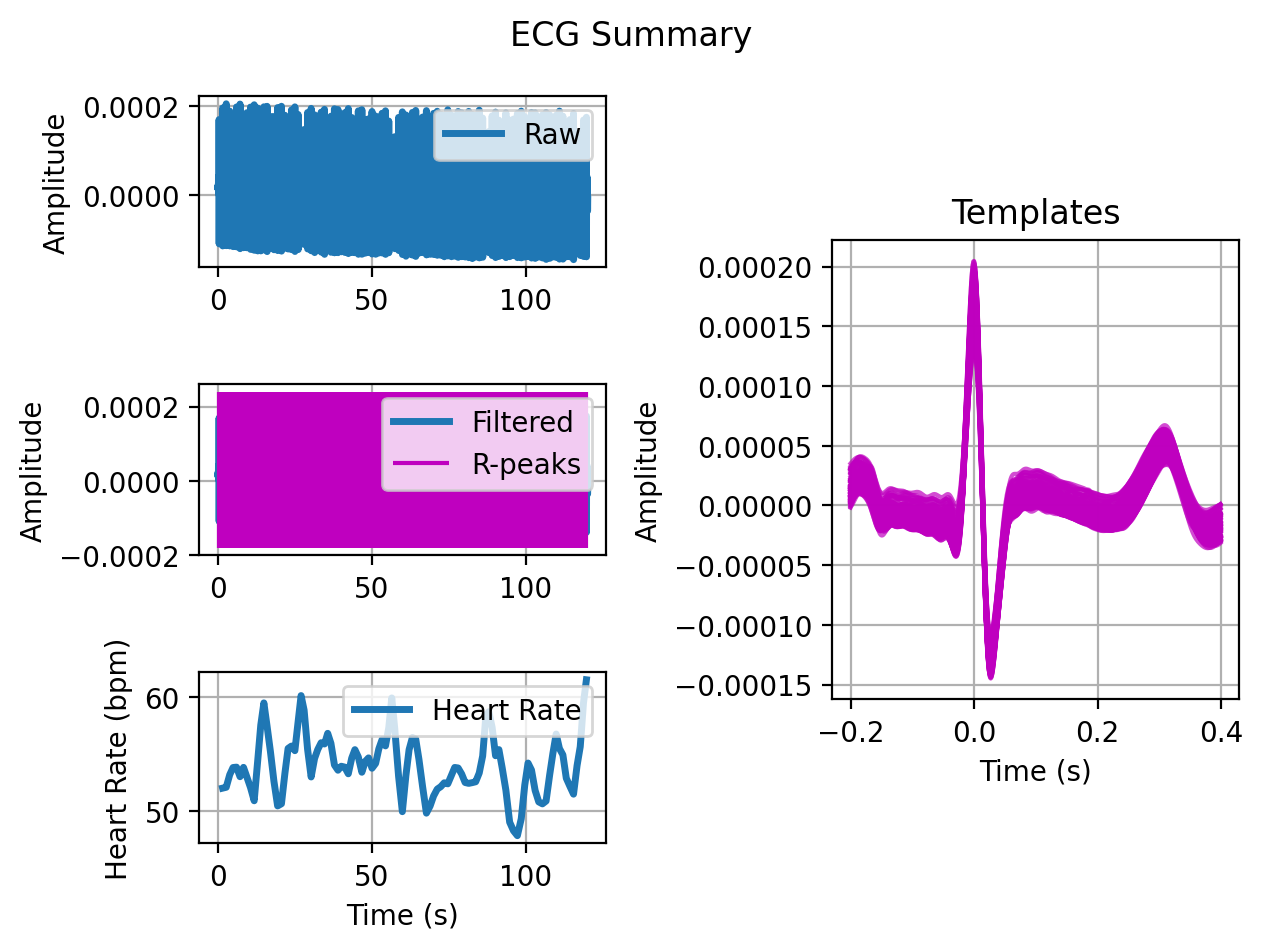 ECG Summary
Amplitude
0.0002
0.0000
Raw
0
50
100
Amplitude
0.0002
0.0000
−0.0002
Filtered
R-peaks
0
50
100
Heart Rate (bpm)
60
50
Heart Rate
0
50
100
Time (s)
Templates
Amplitude
0.00020
0.00015
0.00010
0.00005
0.00000
−0.00005
−0.00010
−0.00015
−0.2
0.0
0.2
0.4
Time (s)